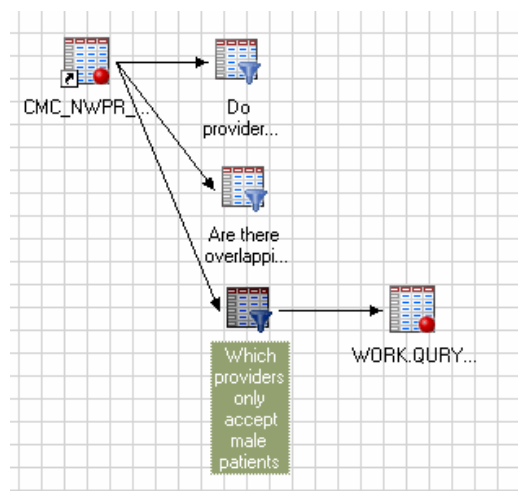 CMC_NWPR_...
Do
provider...
Are there
overlappi...
Which
providers
only
accept
male
patients
WORK.QURY...